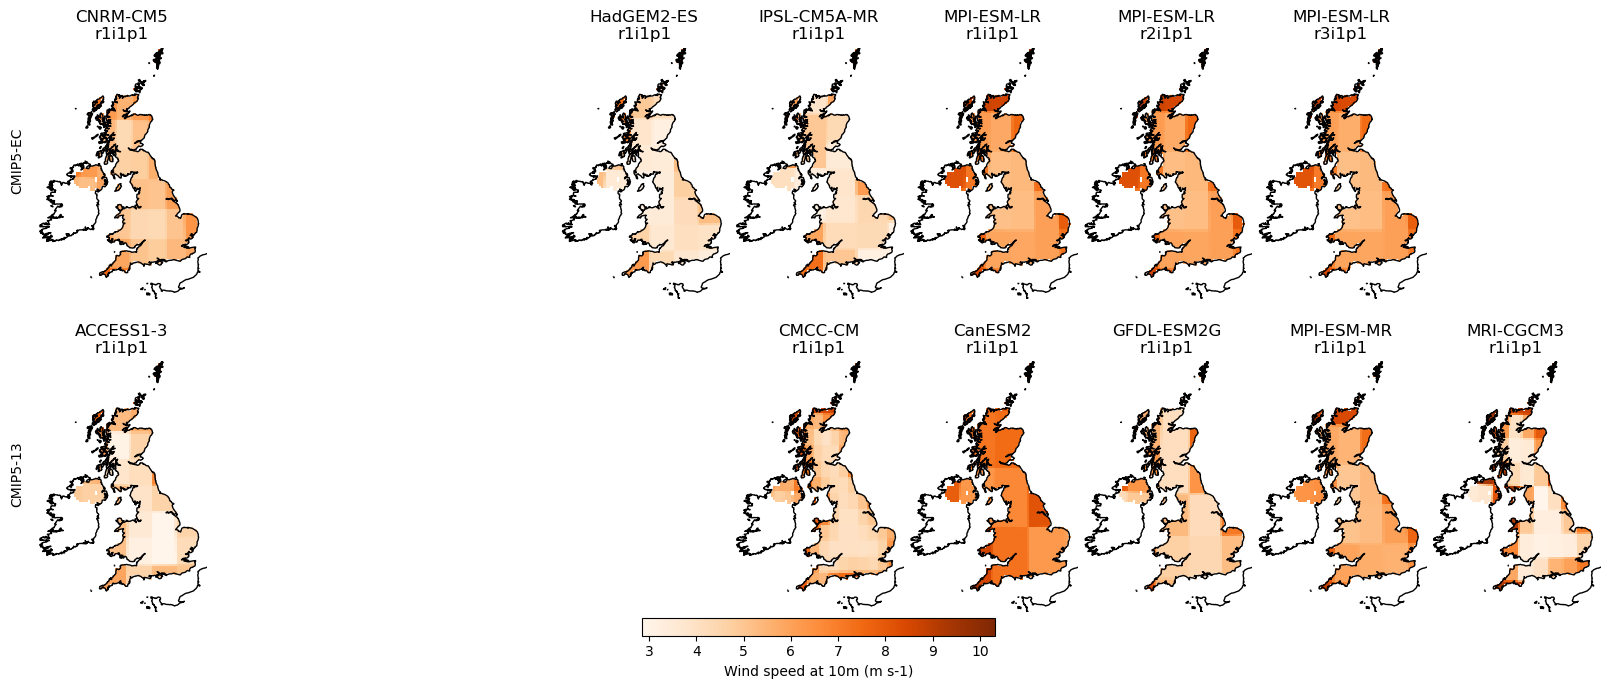 CNRM-CM5
r1i1p1
HadGEM2-ES
r1i1p1
IPSL-CM5A-MR
r1i1p1
MPI-ESM-LR
r1i1p1
MPI-ESM-LR
r2i1p1
MPI-ESM-LR
r3i1p1
CMIP5-EC
ACCESS1-3
r1i1p1
CMCC-CM
r1i1p1
CanESM2
r1i1p1
GFDL-ESM2G
r1i1p1
MPI-ESM-MR
r1i1p1
MRI-CGCM3
r1i1p1
CMIP5-13
3 4 5 6 7 8 9 10
Wind speed at 10m (m s-1)